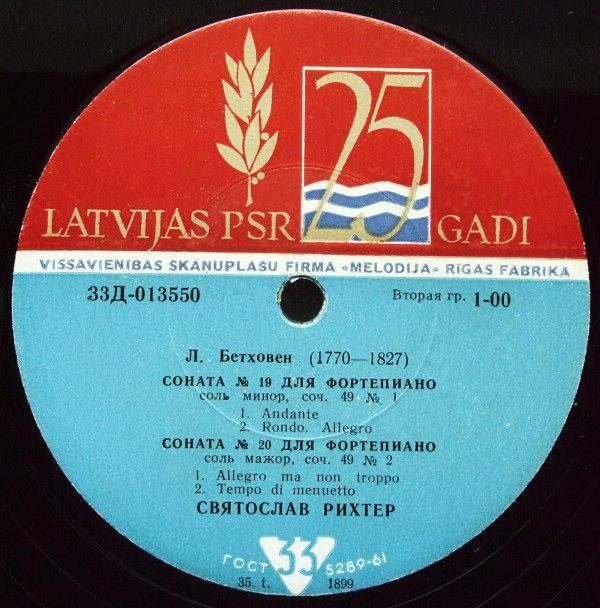 LATVIJAS PSR 25 GADI
VISSAVIENĪBAS SKAŅUPLAŠU FIRMA «MELODIJA» RĪGAS FABRIKA
33Д-013550
Вторая гр. 1-00
Л. Бетховен (1770—1827)
СОНАТА № 19 ДЛЯ ФОРТЕПИАНО
соль минор, соч. 49 № 1
1. Andante
2. Rondo. Allegro
СОНАТА № 20 ДЛЯ ФОРТЕПИАНО
соль мажор, соч. 49 № 2
1. Allegro ma non troppo
2. Tempo di menuetto
СВЯТОСЛАВ РИХТЕР
ГОСТ 33 5289-61
35. t. 1899